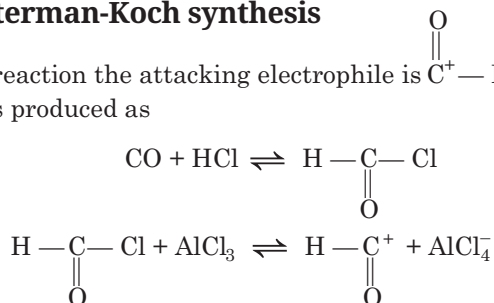 terman-Koch synthesis
O
||
reaction the attacking electrophile is C⁺ —
s produced as
CO + HCl ⇌ H — C — Cl
||
O
H — C — Cl + AlCl₃ ⇌ H — C⁺ + AlCl₄⁻
|| ||
O O